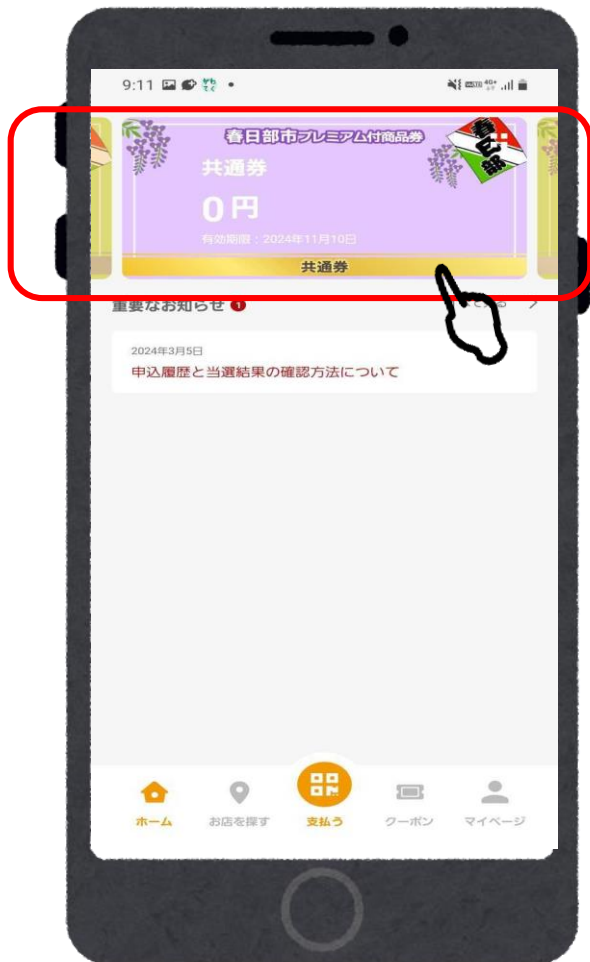 9:11
春日部市プレミアム付商品券
春日部
共通券
0円
有効期限：2024年11月10日
共通券
重要なお知らせ 1
2024年3月5日
申込履歴と当選結果の確認方法について
ホーム
お店を探す
支払う
クーポン
マイページ